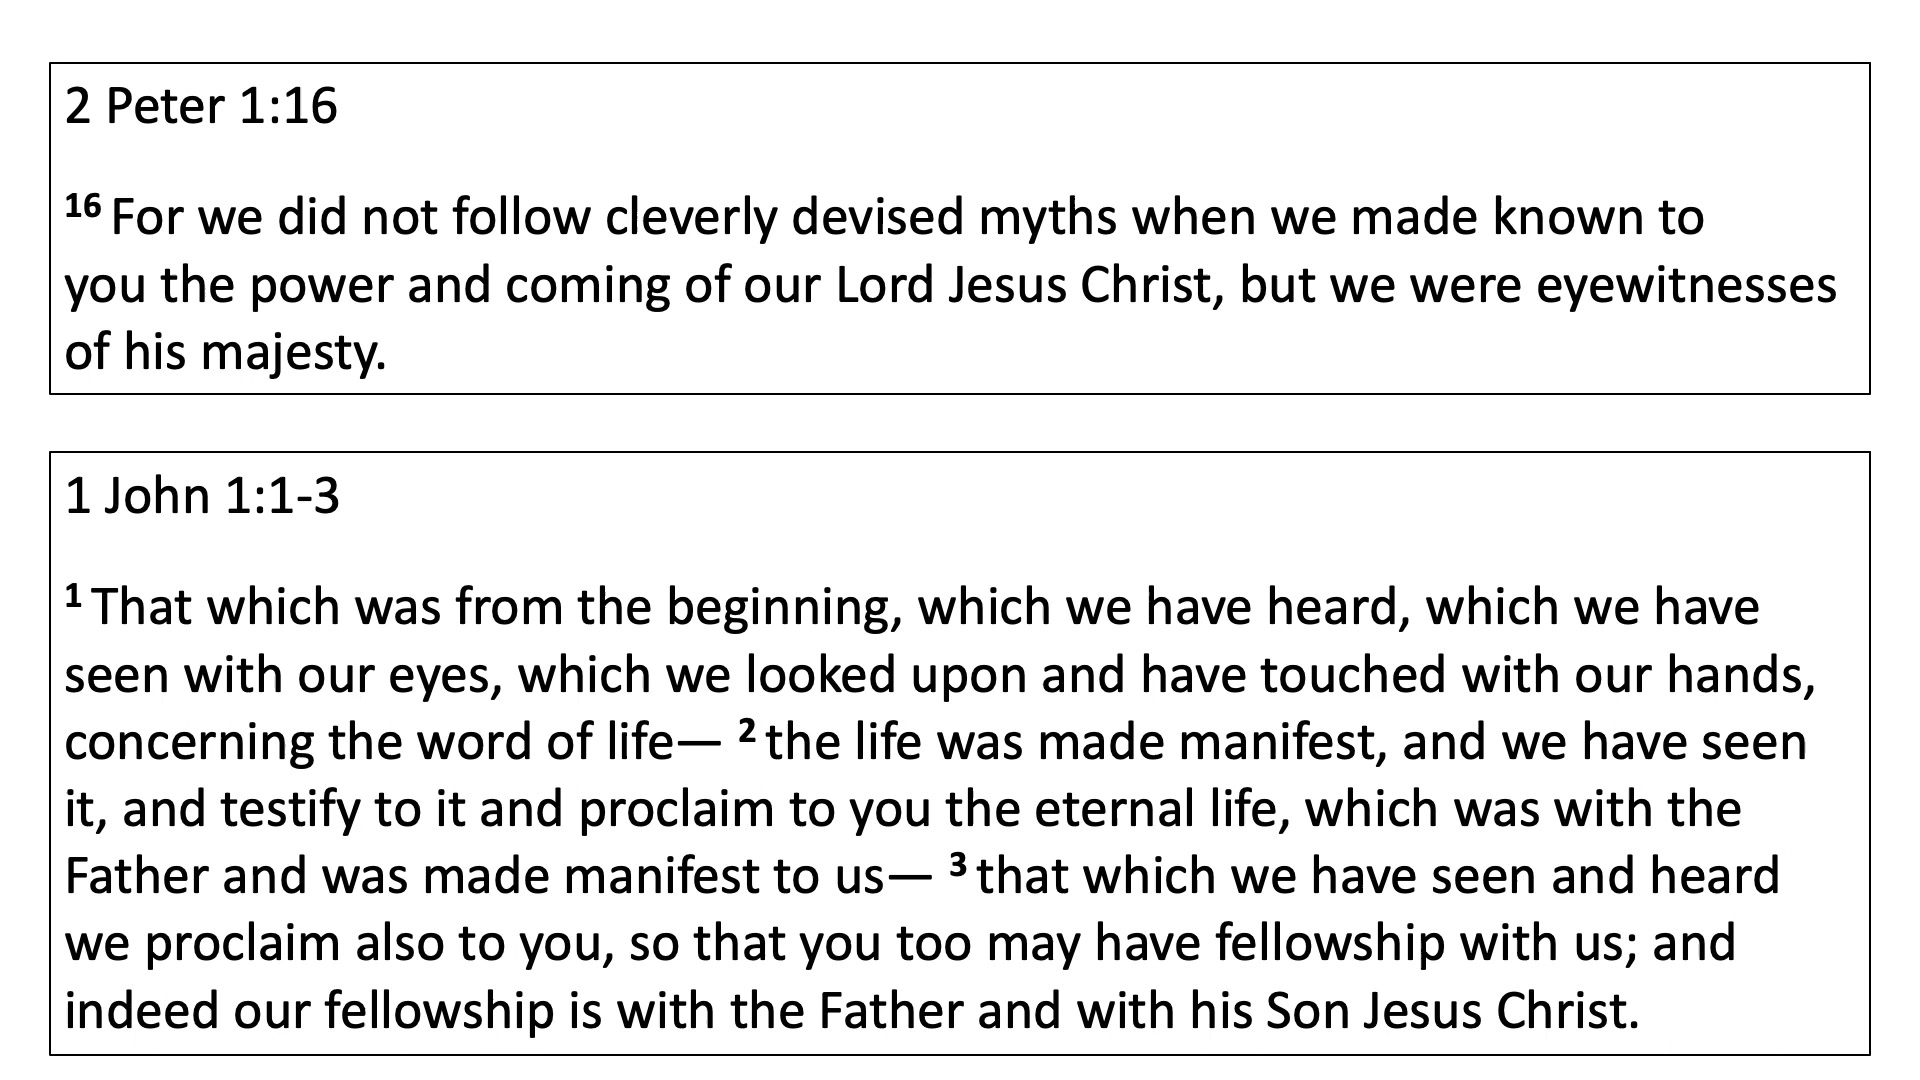 2 Peter 1:16
16 For we did not follow cleverly devised myths when we made known to
you the power and coming of our Lord Jesus Christ, but we were eyewitnesses
of his majesty.
1 John 1:1-3
1 That which was from the beginning, which we have heard, which we have
seen with our eyes, which we looked upon and have touched with our hands,
concerning the word of life— 2 the life was made manifest, and we have seen
it, and testify to it and proclaim to you the eternal life, which was with the
Father and was made manifest to us— 3 that which we have seen and heard
we proclaim also to you, so that you too may have fellowship with us; and
indeed our fellowship is with the Father and with his Son Jesus Christ.